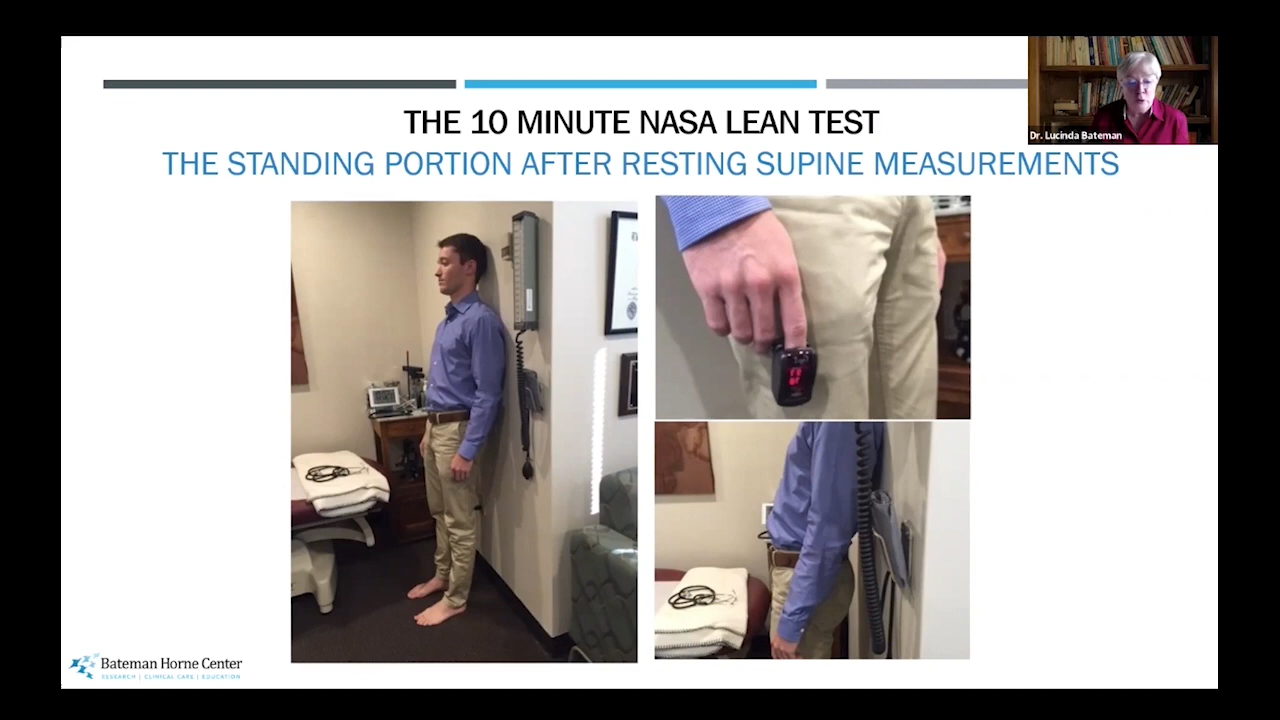 THE 10 MINUTE NASA LEAN TEST
THE STANDING PORTION AFTER RESTING SUPINE MEASUREMENTS
Dr. Lucinda Bateman
Bateman Horne Center
RESEARCH | CLINICAL CARE | EDUCATION